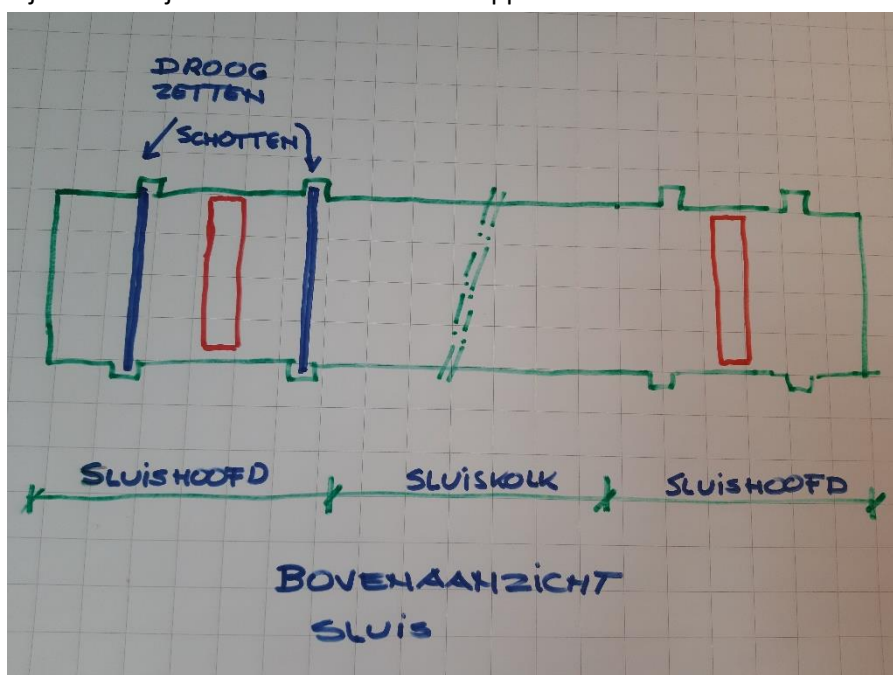 DROOG
ZETTEN
SCHOTTEN
SLUISHOOFD
SLUISKOLK
SLUISHOOFD
BOVENAANZICHT
SLUIS